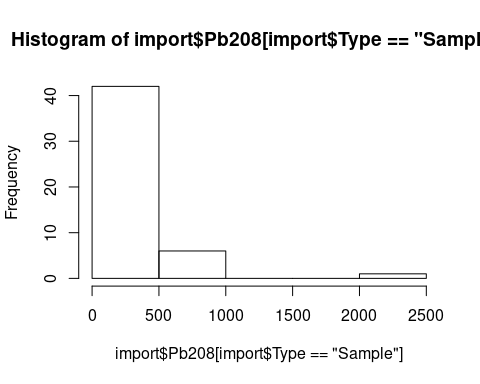 Histogram of import$Pb208[import$Type == "Sampl
Frequency
40
30
20
10
0
0 500 1000 1500 2000 2500
import$Pb208[import$Type == "Sample"]